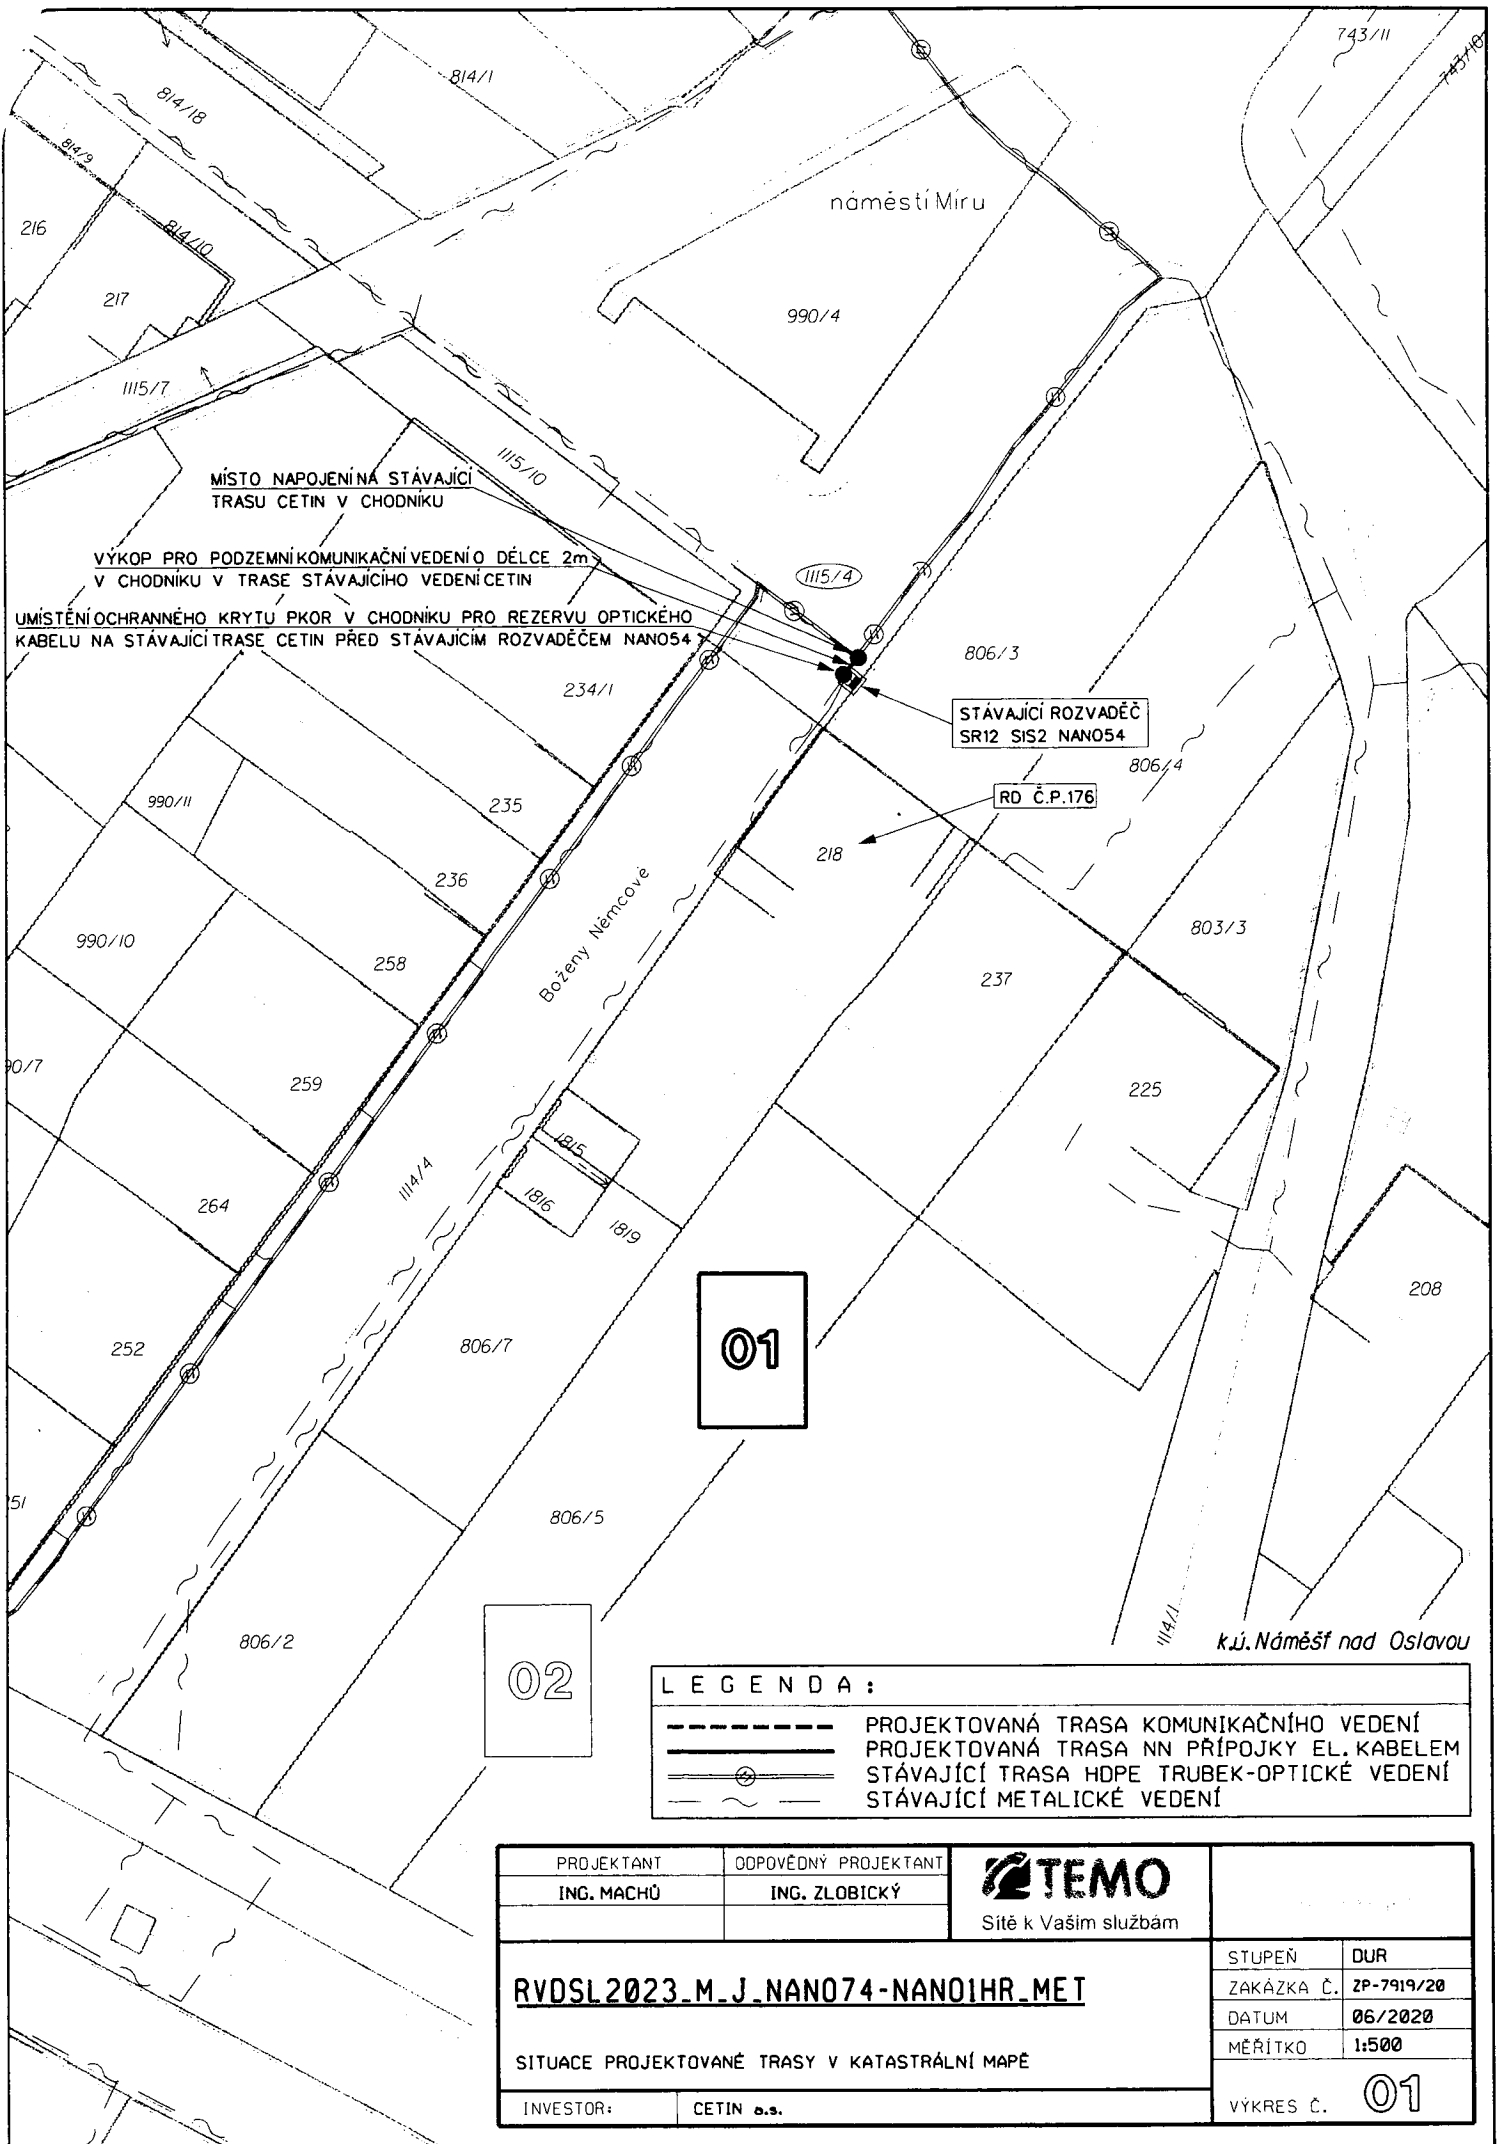 743/11
743/10
814/1
814/18
814/9
náměstí Míru
216
814/10
217
990/4
1115/7
1115/10
MÍSTO NAPOJENÍ NA STÁVAJÍCÍ
TRASU CETIN V CHODNÍKU
VÝKOP PRO PODZEMNÍ KOMUNIKAČNÍ VEDENÍ O DÉLCE 2m
V CHODNÍKU V TRASE STÁVAJÍCÍHO VEDENÍ CETIN
1115/4
UMÍSTĚNÍ OCHRANNÉHO KRYTU PKOR V CHODNÍKU PRO REZERVU OPTICKÉHO
KABELU NA STÁVAJÍCÍ TRASE CETIN PŘED STÁVAJÍCÍM ROZVADĚČEM NANO54
806/3
234/1
STÁVAJÍCÍ ROZVADĚČ
SR12 SIS2 NANO54
806/4
990/11
235
RD Č.P.176
218
236
Boženy Němcové
803/3
990/10
258
237
90/7
259
225
1815
1114/4
1816
264
1819
208
252
806/7
01
251
806/5
806/2
1114/1
k.ú. Náměšť nad Oslavou
02
LEGENDA:
PROJEKTOVANÁ TRASA KOMUNIKAČNÍHO VEDENÍ
PROJEKTOVANÁ TRASA NN PŘÍPOJKY EL. KABELEM
STÁVAJÍCÍ TRASA HDPE TRUBEK-OPTICKÉ VEDENÍ
STÁVAJÍCÍ METALICKÉ VEDENÍ
PROJEKTANT
ODPOVĚDNÝ PROJEKTANT
ING. MACHŮ
ING. ZLOBICKÝ
TEMO
Sítě k Vašim službám
RVDSL2023_M_J_NANO74-NANO1HR_MET
SITUACE PROJEKTOVANÉ TRASY V KATASTRÁLNÍ MAPĚ
INVESTOR: CETIN a.s.
STUPEŇ DUR
ZAKÁZKA Č. ZP-7919/20
DATUM 06/2020
MĚŘÍTKO 1:500
VÝKRES Č. 01